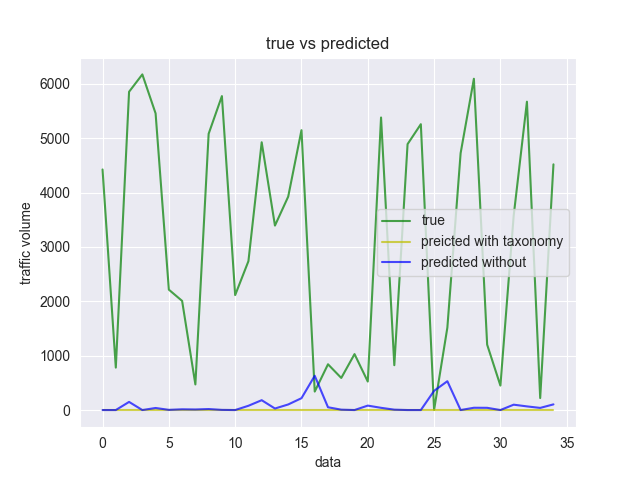 true vs predicted
6000
5000
4000
3000
2000
1000
0
traffic volume
true
preicted with taxonomy
predicted without
0 5 10 15 20 25 30 35
data